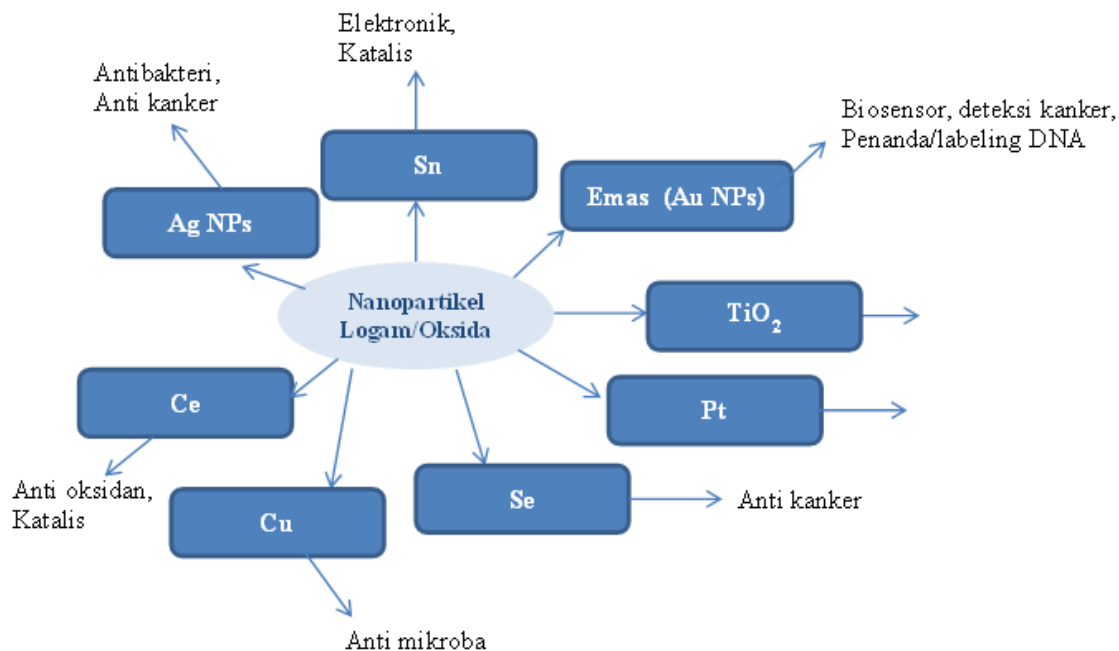 Elektronik,
Katalis
Antibakteri,
Anti kanker
Biosensor, deteksi kanker,
Penanda/labeling DNA
Sn
Emas (Au NPs)
Ag NPs
Nanopartikel
Logam/Oksida
TiO₂
Ce
Pt
Anti oksidan,
Katalis
Cu
Se
Anti kanker
Anti mikroba